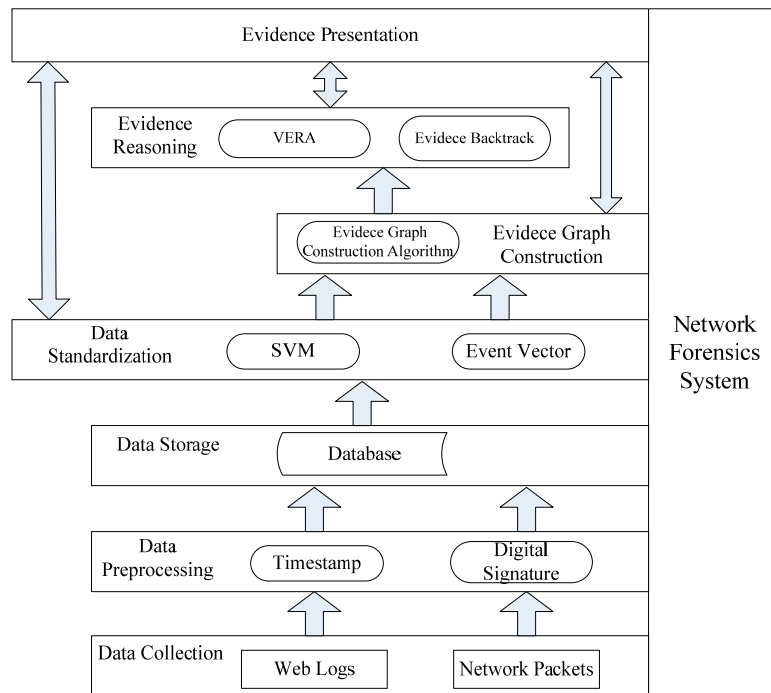 Evidence Presentation
Evidence
Reasoning
VERA
Evidece Backtrack
Evidece Graph
Construction Algorithm
Evidece Graph
Construction
Data
Standardization
SVM
Event Vector
Network
Forensics
System
Data Storage
Database
Data
Preprocessing
Timestamp
Digital
Signature
Data Collection
Web Logs
Network Packets